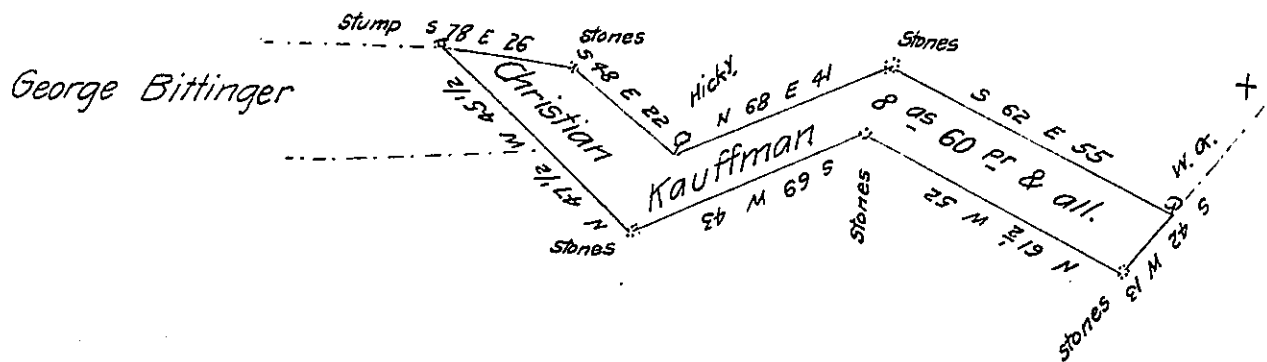 Stump
S 78 E 26
Stones
George Bittinger
Christian
S 48 E 22
Hicky.
N 68 E 41
Stones
8 as 60 pr & all.
S 62 E 55
W. O.
S 42 W 13
Stones
N 61½ W 52
Stones
Kauffman
S 69 W 43
Stones
N 47½ W 45½